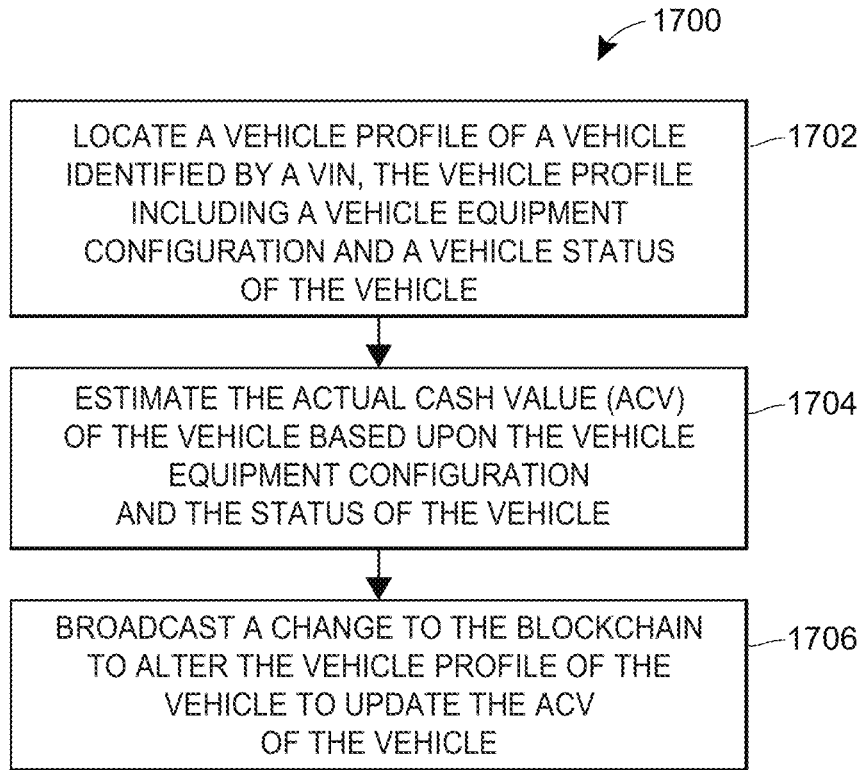 1700
LOCATE A VEHICLE PROFILE OF A VEHICLE
IDENTIFIED BY A VIN, THE VEHICLE PROFILE
INCLUDING A VEHICLE EQUIPMENT
CONFIGURATION AND A VEHICLE STATUS
OF THE VEHICLE
1702
ESTIMATE THE ACTUAL CASH VALUE (ACV)
OF THE VEHICLE BASED UPON THE VEHICLE
EQUIPMENT CONFIGURATION
AND THE STATUS OF THE VEHICLE
1704
BROADCAST A CHANGE TO THE BLOCKCHAIN
TO ALTER THE VEHICLE PROFILE OF THE
VEHICLE TO UPDATE THE ACV
OF THE VEHICLE
1706